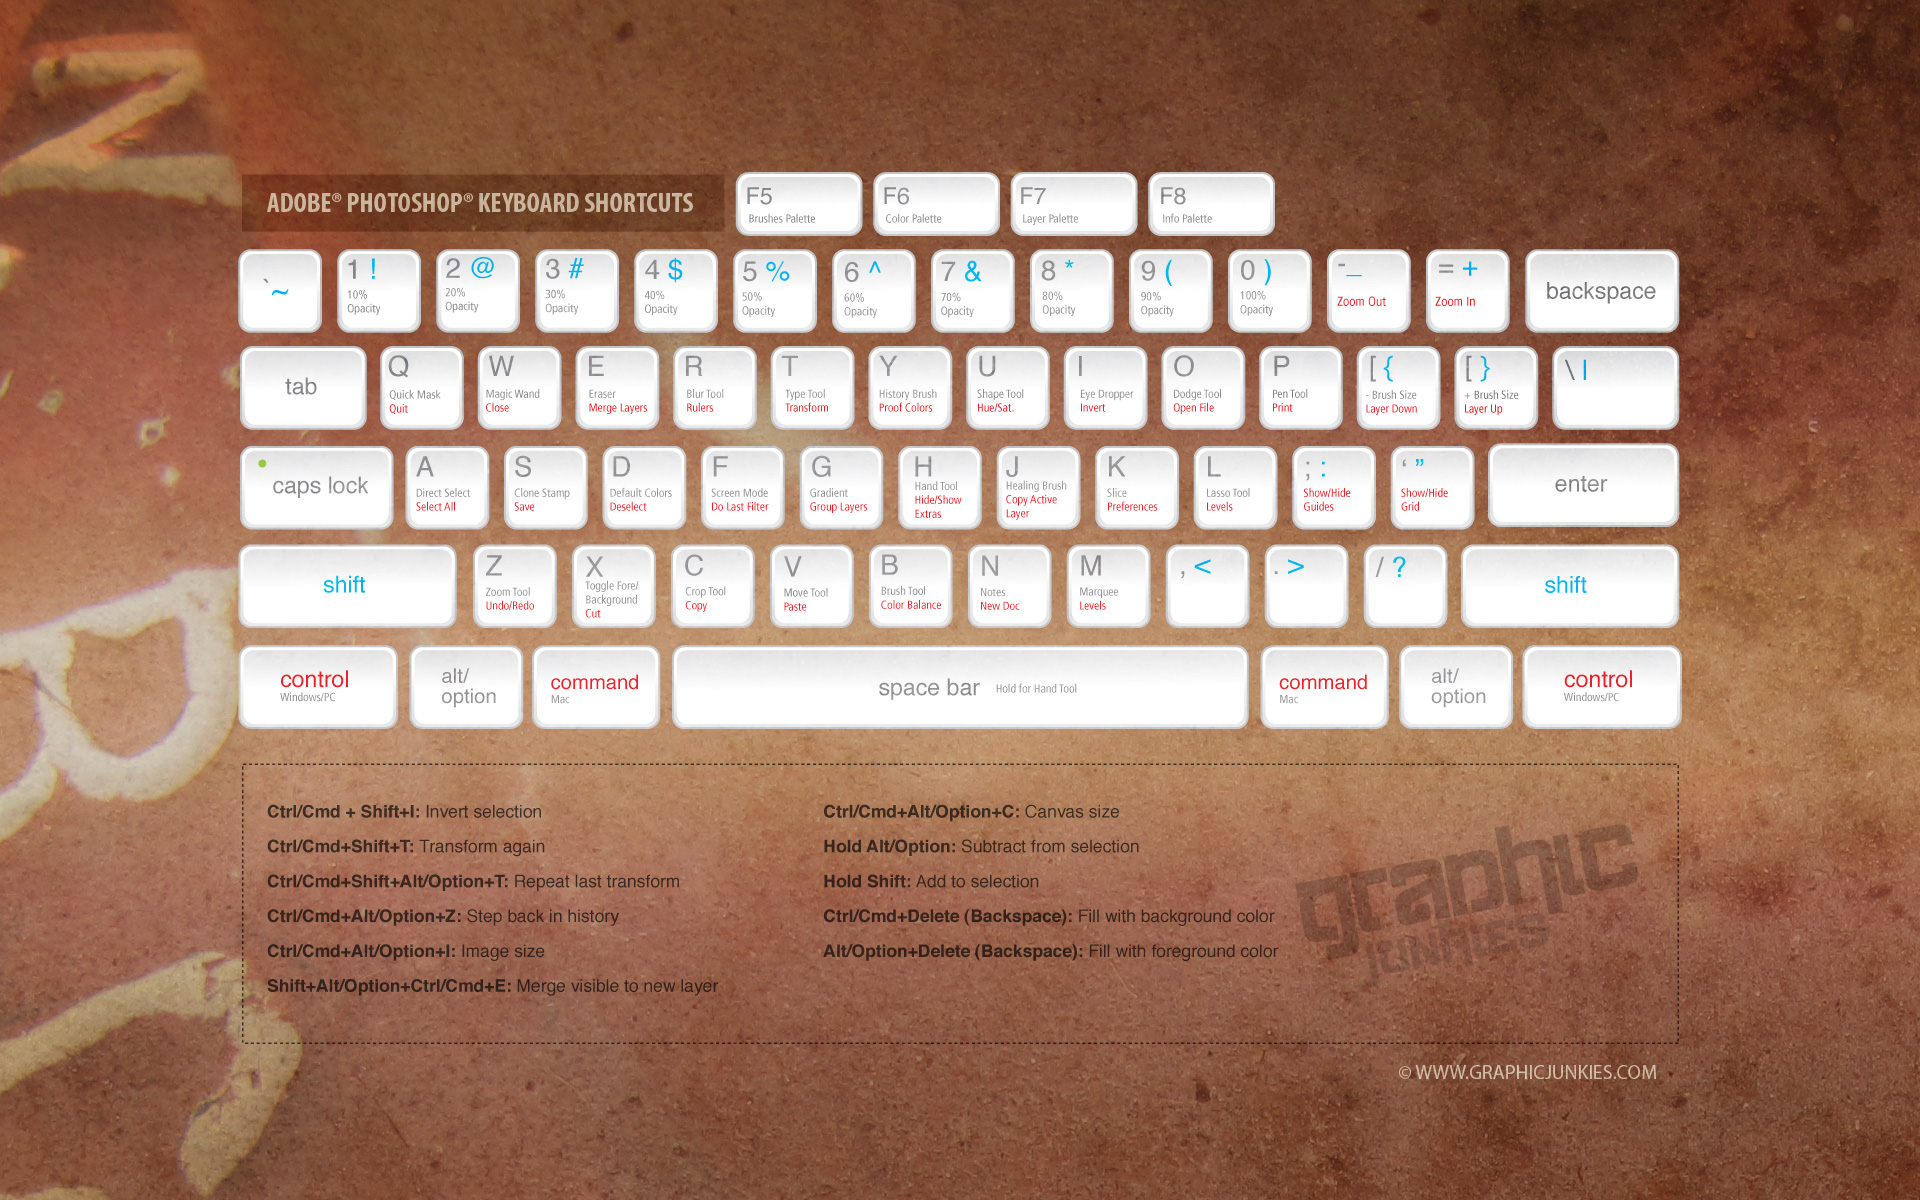 ADOBE® PHOTOSHOP® KEYBOARD SHORTCUTS
F5
Brushes Palette
F6
Color Palette
F7
Layer Palette
F8
Info Palette
` ~
1 !
10%
Opacity
2 @
20%
Opacity
3 #
30%
Opacity
4 $
40%
Opacity
5 %
50%
Opacity
6 ^
60%
Opacity
7 &
70%
Opacity
8 *
80%
Opacity
9 (
90%
Opacity
0 )
100%
Opacity
- _
Zoom Out
= +
Zoom In
backspace
tab
Q
Quick Mask
Quit
W
Magic Wand
Close
E
Eraser
Merge Layers
R
Blur Tool
Rulers
T
Type Tool
Transform
Y
History Brush
Proof Colors
U
Shape Tool
Hue/Sat.
I
Eye Dropper
Invert
O
Dodge Tool
Open File
P
Pen Tool
Print
[ {
- Brush Size
Layer Down
[ }
+ Brush Size
Layer Up
\ |
caps lock
A
Direct Select
Select All
S
Clone Stamp
Save
D
Default Colors
Deselect
F
Screen Mode
Do Last Filter
G
Gradient
Group Layers
H
Hand Tool
Hide/Show
Extras
J
Healing Brush
Copy Active
Layer
K
Slice
Preferences
L
Lasso Tool
Levels
; :
Show/Hide
Guides
‘ ”
Show/Hide
Grid
enter
shift
Z
Zoom Tool
Undo/Redo
X
Toggle Fore/
Background
Cut
C
Crop Tool
Copy
V
Move Tool
Paste
B
Brush Tool
Color Balance
N
Notes
New Doc
M
Marquee
Levels
, <
. >
/ ?
shift
control
Windows/PC
alt/
option
command
Mac
space bar Hold for Hand Tool
command
Mac
alt/
option
control
Windows/PC
Ctrl/Cmd + Shift+I: Invert selection
Ctrl/Cmd+Shift+T: Transform again
Ctrl/Cmd+Shift+Alt/Option+T: Repeat last transform
Ctrl/Cmd+Alt/Option+Z: Step back in history
Ctrl/Cmd+Alt/Option+I: Image size
Shift+Alt/Option+Ctrl/Cmd+E: Merge visible to new layer
Ctrl/Cmd+Alt/Option+C: Canvas size
Hold Alt/Option: Subtract from selection
Hold Shift: Add to selection
Ctrl/Cmd+Delete (Backspace): Fill with background color
Alt/Option+Delete (Backspace): Fill with foreground color
graphic
JUNKIES
© WWW.GRAPHICJUNKIES.COM